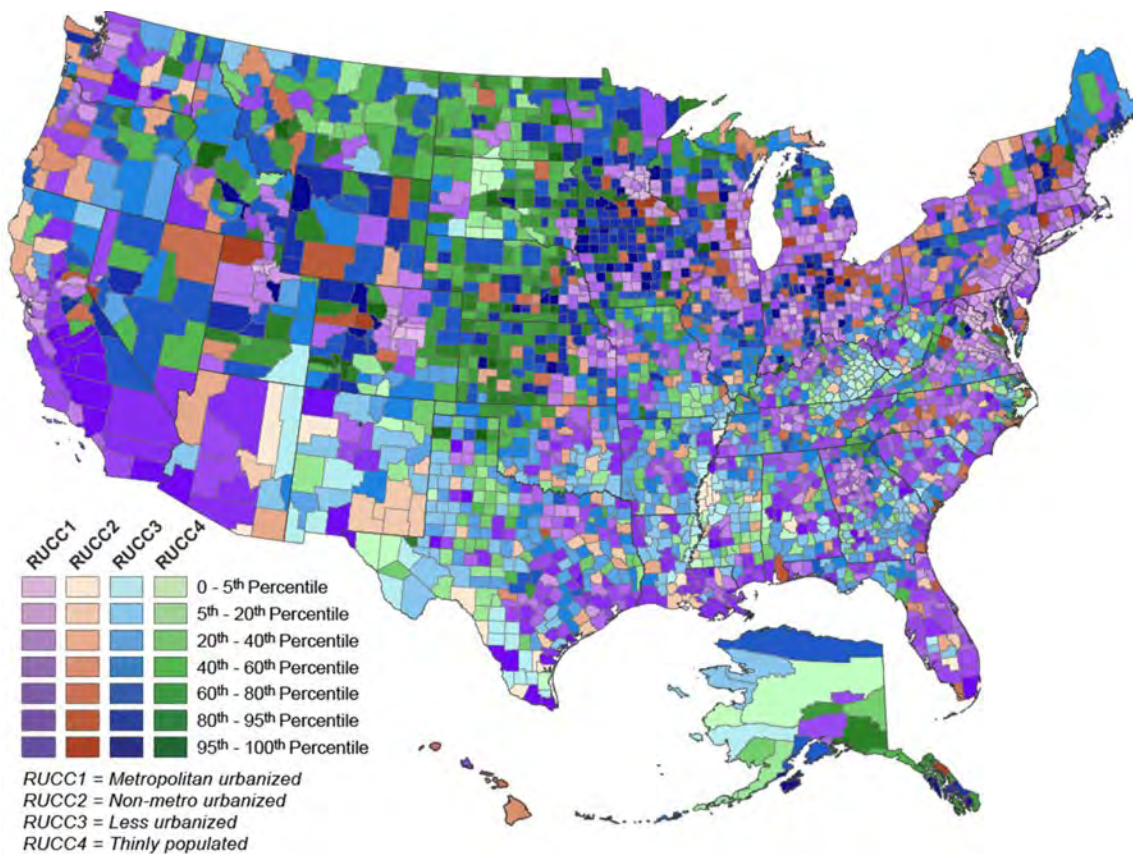 RUCC1 RUCC2 RUCC3 RUCC4
0 - 5th Percentile
5th - 20th Percentile
20th - 40th Percentile
40th - 60th Percentile
60th - 80th Percentile
80th - 95th Percentile
95th - 100th Percentile
RUCC1 = Metropolitan urbanized
RUCC2 = Non-metro urbanized
RUCC3 = Less urbanized
RUCC4 = Thinly populated